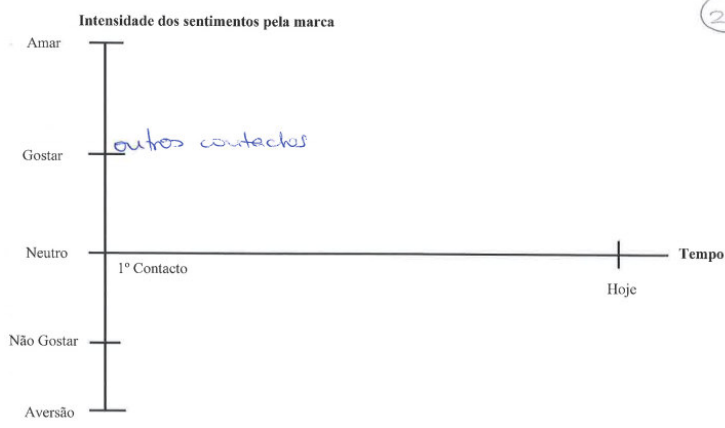 2
Intensidade dos sentimentos pela marca
Amar
outros contactos
Gostar
Neutro
Tempo
1º Contacto
Hoje
Não Gostar
Aversão